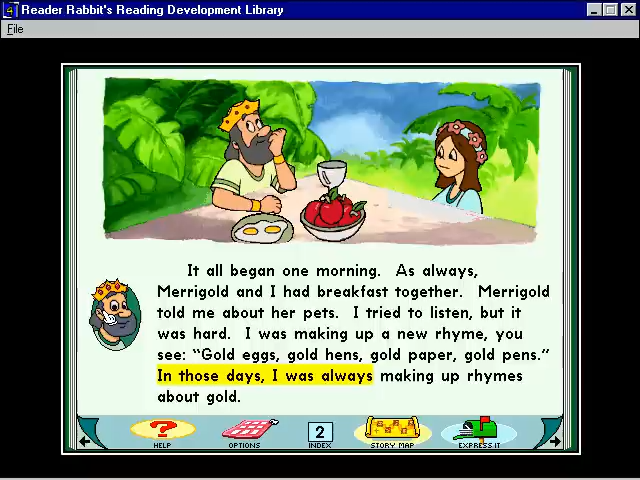 Reader Rabbit's Reading Development Library
File
It all began one morning. As always,
Merrigold and I had breakfast together. Merrigold
told me about her pets. I tried to listen, but it
was hard. I was making up a new rhyme, you
see: “Gold eggs, gold hens, gold paper, gold pens.”
In those days, I was always making up rhymes
about gold.
?
2
HELP
OPTIONS
INDEX
STORY MAP
EXPRESS IT